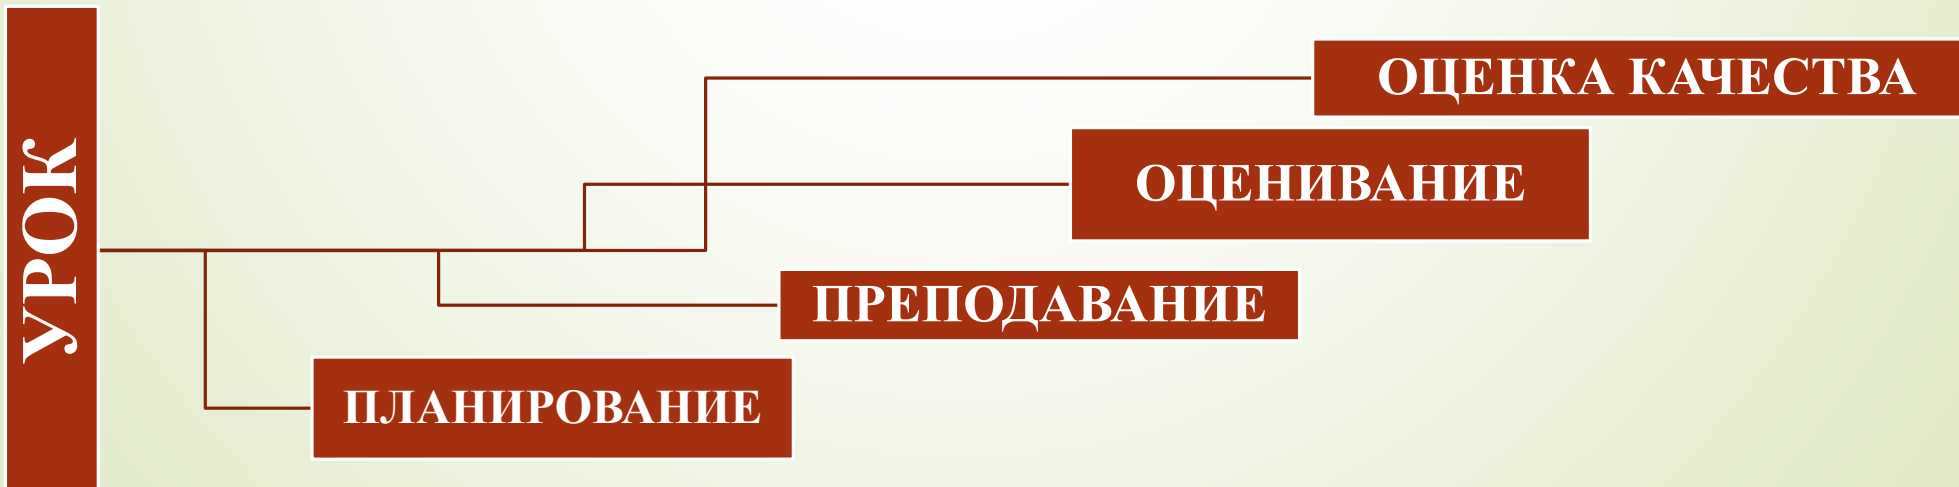 УРОК
ОЦЕНКА КАЧЕСТВА
ОЦЕНИВАНИЕ
ПРЕПОДАВАНИЕ
ПЛАНИРОВАНИЕ